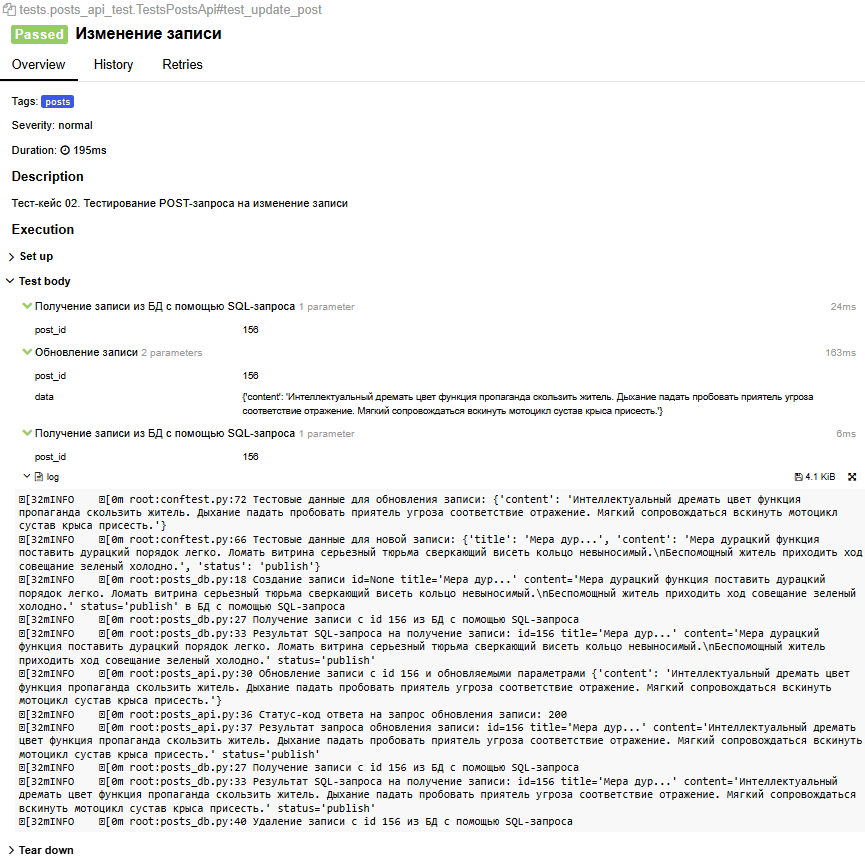 tests.posts_api_test.TestsPostsApi#test_update_post
Passed Изменение записи
Overview History Retries
Tags: posts
Severity: normal
Duration: 195ms
Description
Тест-кейс 02. Тестирование POST-запроса на изменение записи
Execution
Set up
Test body
Получение записи из БД с помощью SQL-запроса 1 parameter 24ms
post_id 156
Обновление записи 2 parameters 163ms
post_id 156
data {'content': 'Интеллектуальный дремать цвет функция пропаганда скользить житель. Дыхание падать пробовать приятель угроза
соответствие отражение. Мягкий сопровождаться вскинуть мотоцикл сустав крыса присесть.'}
Получение записи из БД с помощью SQL-запроса 1 parameter 6ms
post_id 156
log 4.1 KiB
[32mINFO [0m root:conftest.py:72 Тестовые данные для обновления записи: {'content': 'Интеллектуальный дремать цвет функция
пропаганда скользить житель. Дыхание падать пробовать приятель угроза соответствие отражение. Мягкий сопровождаться вскинуть мотоцикл
сустав крыса присесть.'}
[32mINFO [0m root:conftest.py:66 Тестовые данные для новой записи: {'title': 'Мера дур...', 'content': 'Мера дурацкий функция
поставить дурацкий порядок легко. Ломать витрина серьезный тюрьма сверкающий висеть кольцо невыносимый.\nБеспомощный житель приходить ход
совещание зеленый холодно.', 'status': 'publish'}
[32mINFO [0m root:posts_db.py:18 Создание записи id=None title='Мера дур...' content='Мера дурацкий функция поставить дурацкий
порядок легко. Ломать витрина серьезный тюрьма сверкающий висеть кольцо невыносимый.\nБеспомощный житель приходить ход совещание зеленый
холодно.' status='publish' в БД с помощью SQL-запроса
[32mINFO [0m root:posts_db.py:27 Получение записи с id 156 из БД с помощью SQL-запроса
[32mINFO [0m root:posts_db.py:33 Результат SQL-запроса на получение записи: id=156 title='Мера дур...' content='Мера дурацкий
функция поставить дурацкий порядок легко. Ломать витрина серьезный тюрьма сверкающий висеть кольцо невыносимый.\nБеспомощный житель
приходить ход совещание зеленый холодно.' status='publish'
[32mINFO [0m root:posts_api.py:30 Обновление записи с id 156 и обновляемыми параметрами {'content': 'Интеллектуальный дремать цвет
функция пропаганда скользить житель. Дыхание падать пробовать приятель угроза соответствие отражение. Мягкий сопровождаться вскинуть
мотоцикл сустав крыса присесть.'}
[32mINFO [0m root:posts_api.py:36 Статус-код ответа на запрос обновления записи: 200
[32mINFO [0m root:posts_api.py:37 Результат запроса обновления записи: id=156 title='Мера дур...' content='Интеллектуальный дремать
цвет функция пропаганда скользить житель. Дыхание падать пробовать приятель угроза соответствие отражение. Мягкий сопровождаться вскинуть
мотоцикл сустав крыса присесть.' status='publish'
[32mINFO [0m root:posts_db.py:27 Получение записи с id 156 из БД с помощью SQL-запроса
[32mINFO [0m root:posts_db.py:33 Результат SQL-запроса на получение записи: id=156 title='Мера дур...' content='Интеллектуальный
дремать цвет функция пропаганда скользить житель. Дыхание падать пробовать приятель угроза соответствие отражение. Мягкий сопровождаться
вскинуть мотоцикл сустав крыса присесть.' status='publish'
[32mINFO [0m root:posts_db.py:40 Удаление записи с id 156 из БД с помощью SQL-запроса
Tear down